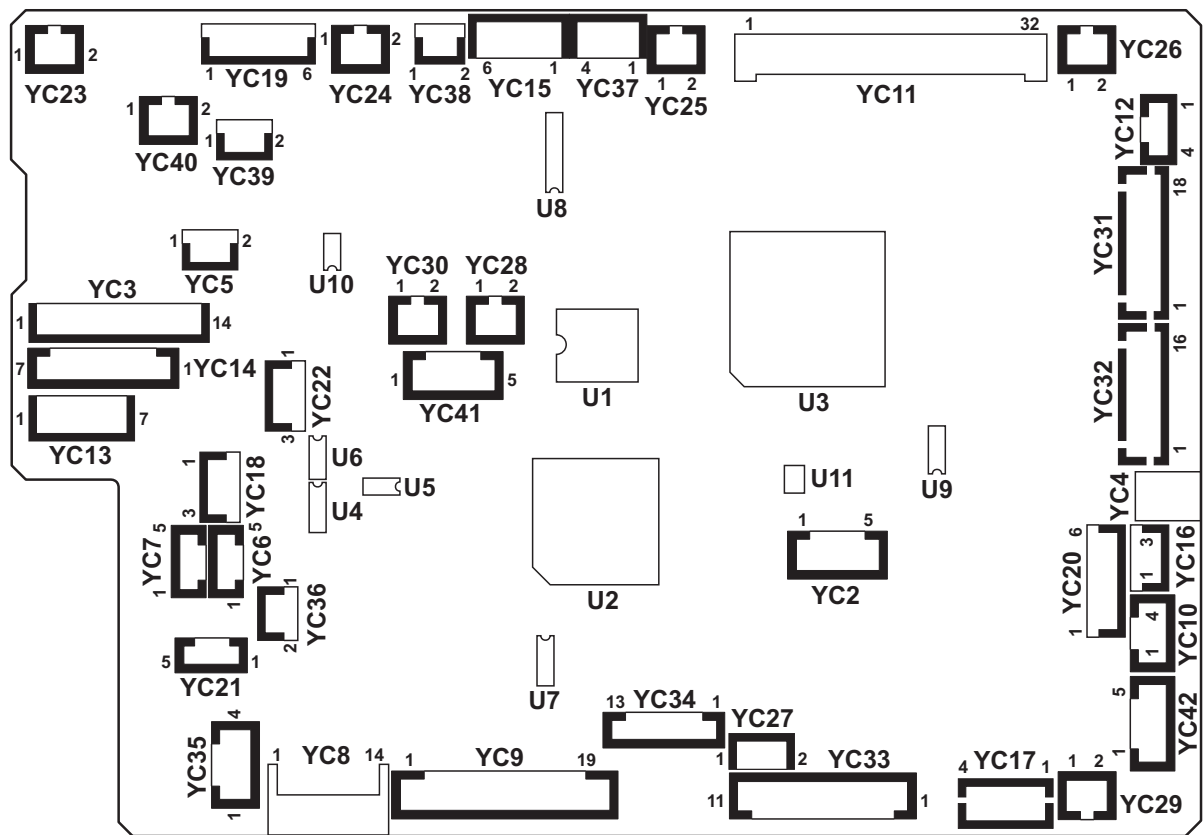 1 2 YC23
1 6 YC19
1 2 YC24
1 2 YC38
6 1 YC15
4 1 YC37
1 2 YC25
1 32 YC11
1 2 YC26
1 2 YC40
1 2 YC39
U8
1 4 YC12
18 1 YC31
1 2 YC5
U10
YC30 1 2
YC28 1 2
YC3 1 14
7 1 YC14
1 7 YC13
1 3 YC22
1 5 YC41
U1
U3
16 1 YC32
U6
U4
U5
1 3 YC18
U11
U9
YC4
5 1 YC7
5 1 YC6
1 2 YC36
U2
1 5 YC2
6 1 YC20
3 1 YC16
4 1 YC10
5 1 YC21
U7
5 1 YC42
4 1 YC35
1 YC8 14
1 YC9 19
13 YC34 1
YC27 1 2
YC33 11 1
4 YC17 1
1 2 YC29